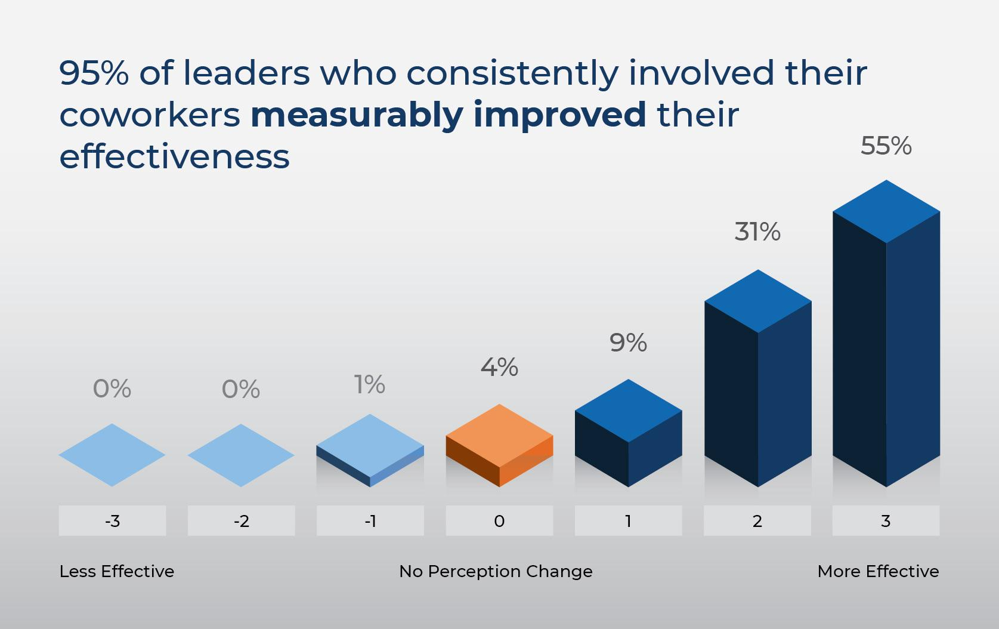 95% of leaders who consistently involved their
coworkers measurably improved their
effectiveness
55%
31%
9%
4%
1%
0%
0%
-3
-2
-1
0
1
2
3
Less Effective
No Perception Change
More Effective